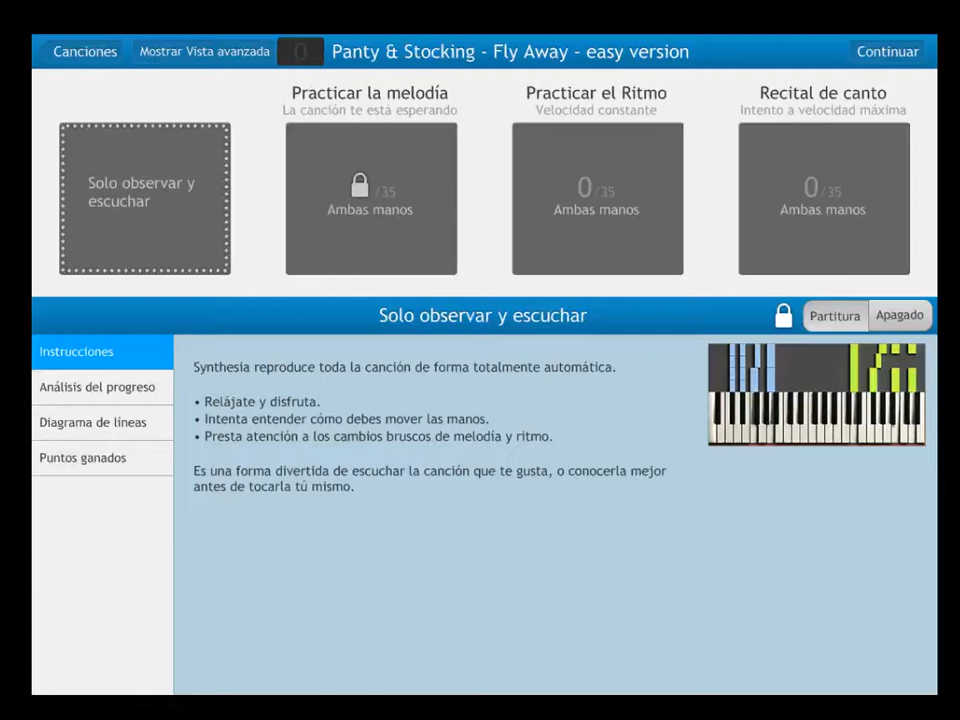 Canciones
Mostrar Vista avanzada
0
Panty & Stocking - Fly Away - easy version
Continuar
Practicar la melodía
La canción te está esperando
Practicar el Ritmo
Velocidad constante
Recital de canto
Intento a velocidad máxima
Solo observar y
escuchar
/35
Ambas manos
0/35
Ambas manos
0/35
Ambas manos
Solo observar y escuchar
Partitura
Apagado
Instrucciones
Análisis del progreso
Diagrama de líneas
Puntos ganados
Synthesia reproduce toda la canción de forma totalmente automática.
• Relájate y disfruta.
• Intenta entender cómo debes mover las manos.
• Presta atención a los cambios bruscos de melodía y ritmo.
Es una forma divertida de escuchar la canción que te gusta, o conocerla mejor
antes de tocarla tú mismo.